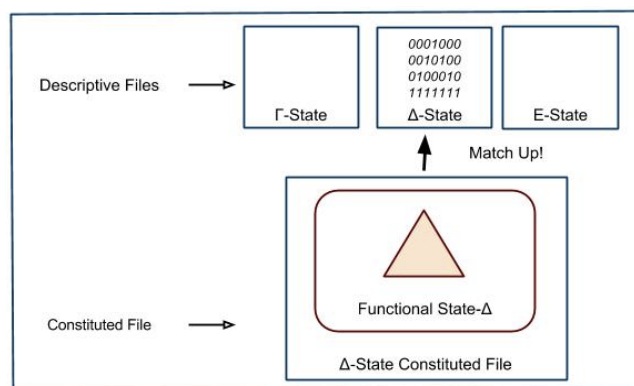 0001000
0010100
0100010
1111111
Descriptive Files
Γ-State
Δ-State
E-State
Match Up!
Functional State-Δ
Constituted File
Δ-State Constituted File